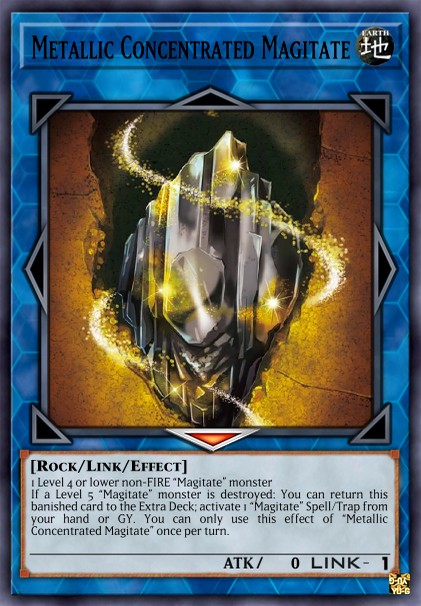 METALLIC CONCENTRATED MAGITATE
EARTH
地
[ROCK/LINK/EFFECT]
1 Level 4 or lower non-FIRE “Magitate” monster
If a Level 5 “Magitate” monster is destroyed: You can return this
banished card to the Extra Deck; activate 1 “Magitate” Spell/Trap from
your hand or GY. You can only use this effect of “Metallic
Concentrated Magitate” once per turn.
ATK/ 0 LINK- 1